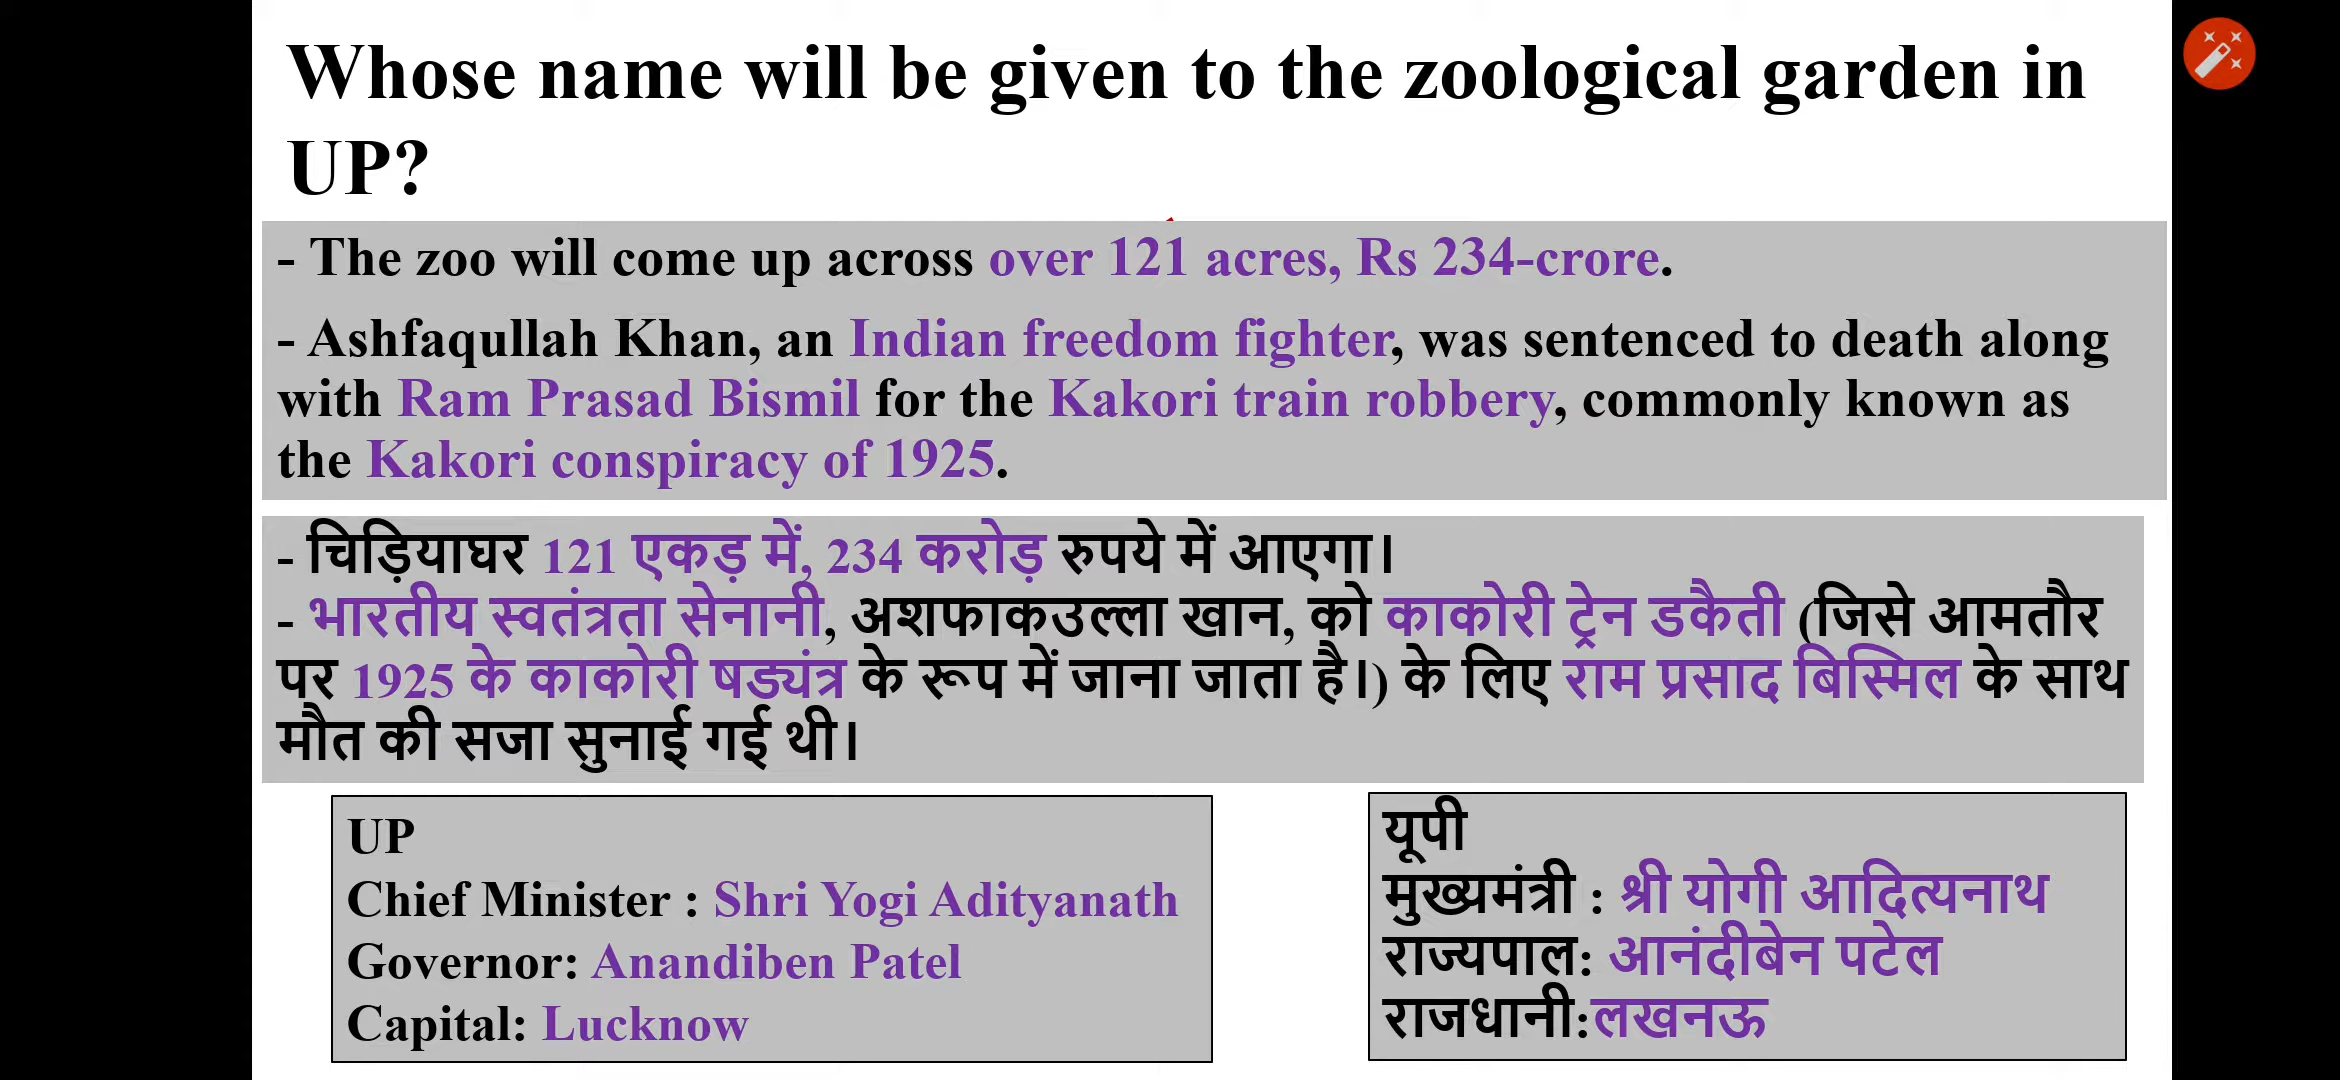 Whose name will be given to the zoological garden in
UP?
- The zoo will come up across over 121 acres, Rs 234-crore.
- Ashfaqullah Khan, an Indian freedom fighter, was sentenced to death along
with Ram Prasad Bismil for the Kakori train robbery, commonly known as
the Kakori conspiracy of 1925.
- चिड़ियाघर 121 एकड़ में, 234 करोड़ रुपये में आएगा।
- भारतीय स्वतंत्रता सेनानी, अशफाकउल्ला खान, को काकोरी ट्रेन डकैती (जिसे आमतौर
पर 1925 के काकोरी षड्यंत्र के रूप में जाना जाता है।) के लिए राम प्रसाद बिस्मिल के साथ
मौत की सजा सुनाई गई थी।
UP
Chief Minister : Shri Yogi Adityanath
Governor: Anandiben Patel
Capital: Lucknow
यूपी
मुख्यमंत्री : श्री योगी आदित्यनाथ
राज्यपाल: आनंदीबेन पटेल
राजधानी:लखनऊ